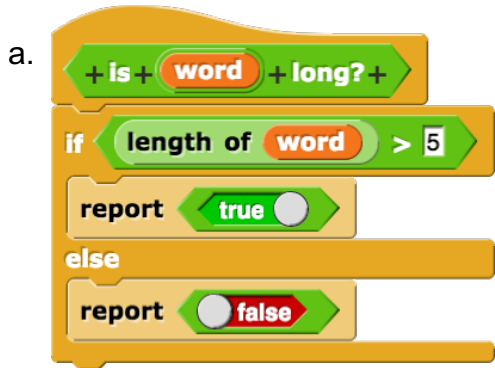 a.
+ is + word + long? +
if length of word > 5
report true
else
report false